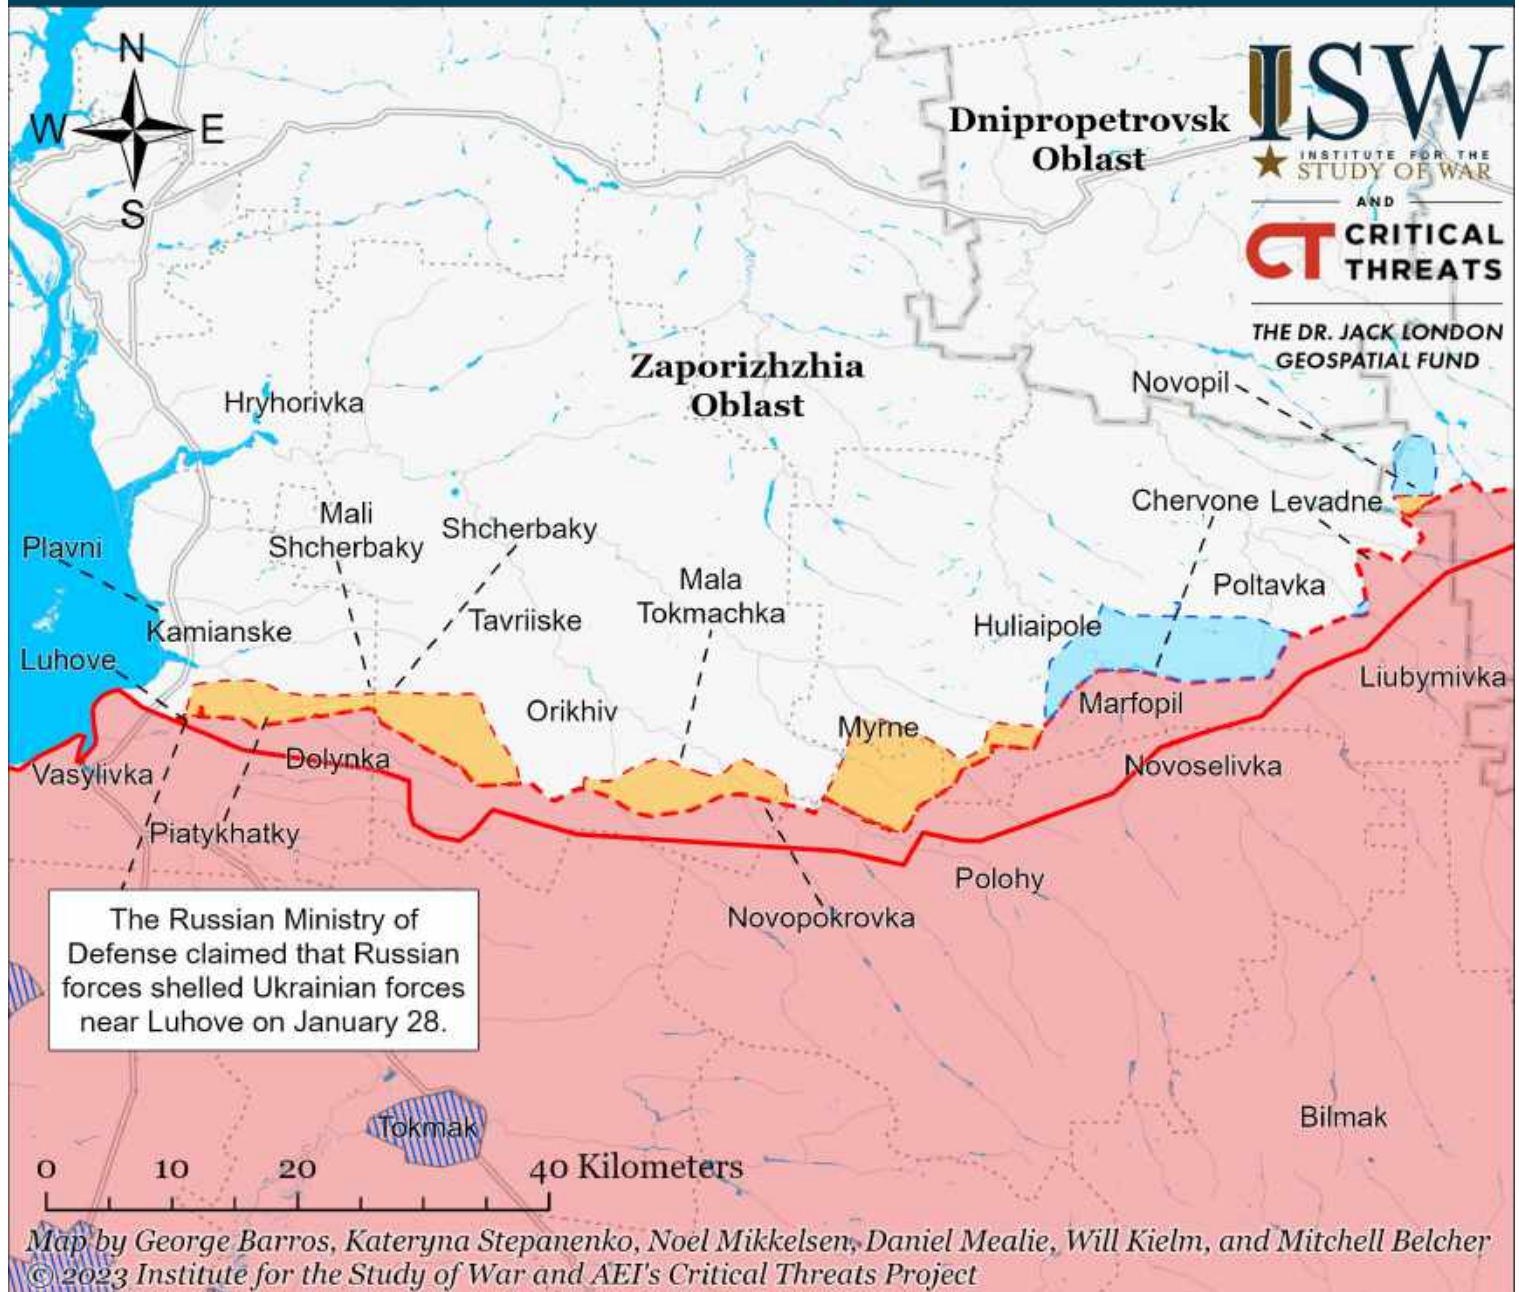 N
W
E
S
Dnipropetrovsk
Oblast
ISW
INSTITUTE FOR THE
STUDY OF WAR
AND
CT CRITICAL
THREATS
THE DR. JACK LONDON
GEOSPATIAL FUND
Zaporizhzhia
Oblast
Novopil
Hryhorivka
Chervone
Levadne
Mali
Shcherbaky
Shcherbaky
Plavni
Mala
Tokmachka
Poltavka
Tavriiske
Huliaipole
Kamianske
Luhove
Liubymivka
Orikhiv
Marfopil
Myrne
Dolynka
Vasylivka
Novoselivka
Piatykhatky
Polohy
Novopokrovka
The Russian Ministry of
Defense claimed that Russian
forces shelled Ukrainian forces
near Luhove on January 28.
Tokmak
Bilmak
0 10 20 40 Kilometers
Map by George Barros, Kateryna Stepanenko, Noel Mikkelsen, Daniel Mealie, Will Kielm, and Mitchell Belcher
© 2023 Institute for the Study of War and AEI's Critical Threats Project